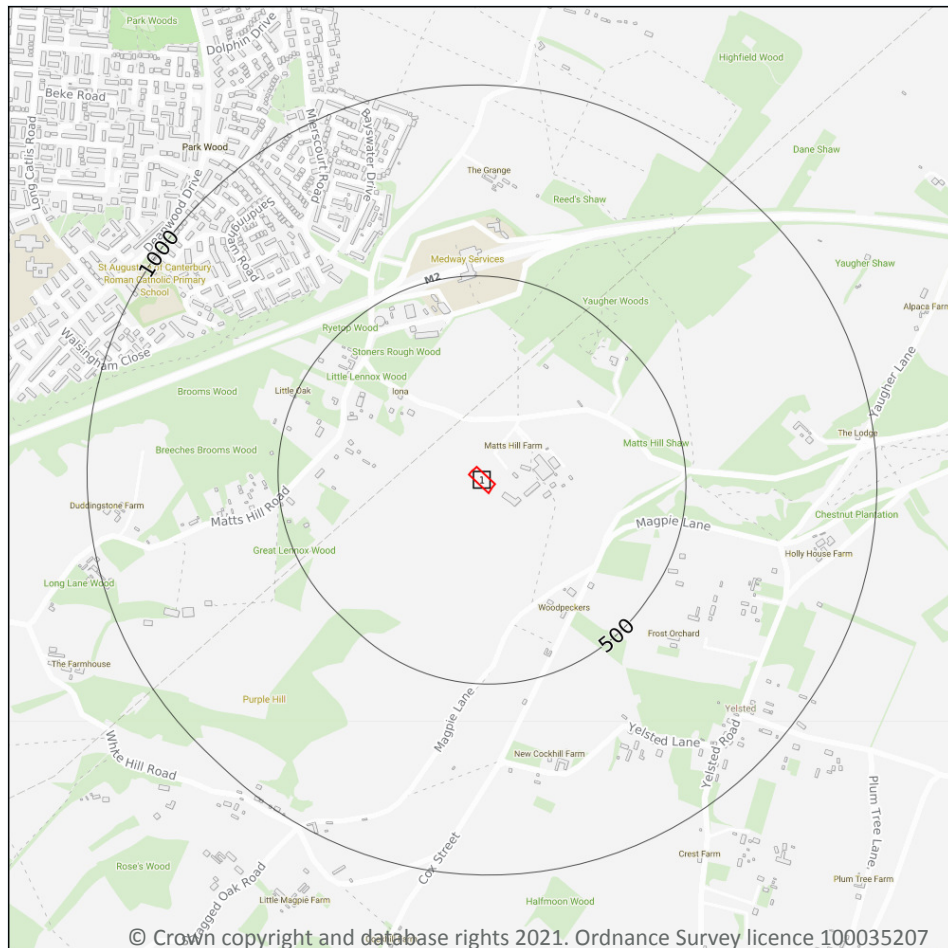 Park Woods
Dolphin Drive
Highfield Wood
Beke Road
Long Catlis Road
Mierscourt Road
Bayswater Drive
Park Wood
Dane Shaw
The Grange
Deanwood Drive
Sandringham Road
Reed's Shaw
1000
St Augustine of Canterbury
Roman Catholic Primary
School
Medway Services
M2
Yaugher Shaw
Yaugher Woods
Alpaca Farm
Walsingham Close
Ryetop Wood
Stoners Rough Wood
Little Lennox Wood
Brooms Wood
Little Oak
Iona
Yaugher Lane
The Lodge
Breeches Brooms Wood
Matts Hill Farm
Matts Hill Shaw
1
Duddingstone Farm
Matts Hill Road
Magpie Lane
Chestnut Plantation
Great Lennox Wood
Holly House Farm
Long Lane Wood
Woodpeckers
500
Frost Orchard
The Farmhouse
Purple Hill
Magpie Lane
Yelsted
Yelsted Lane
Yelsted Road
White Hill Road
New Cockhill Farm
Plum Tree Lane
Cox Street
Crest Farm
Rose's Wood
Plum Tree Farm
Little Magpie Farm
Halfmoon Wood
Scragged Oak Road
© Crown copyright and database rights 2021. Ordnance Survey licence 100035207